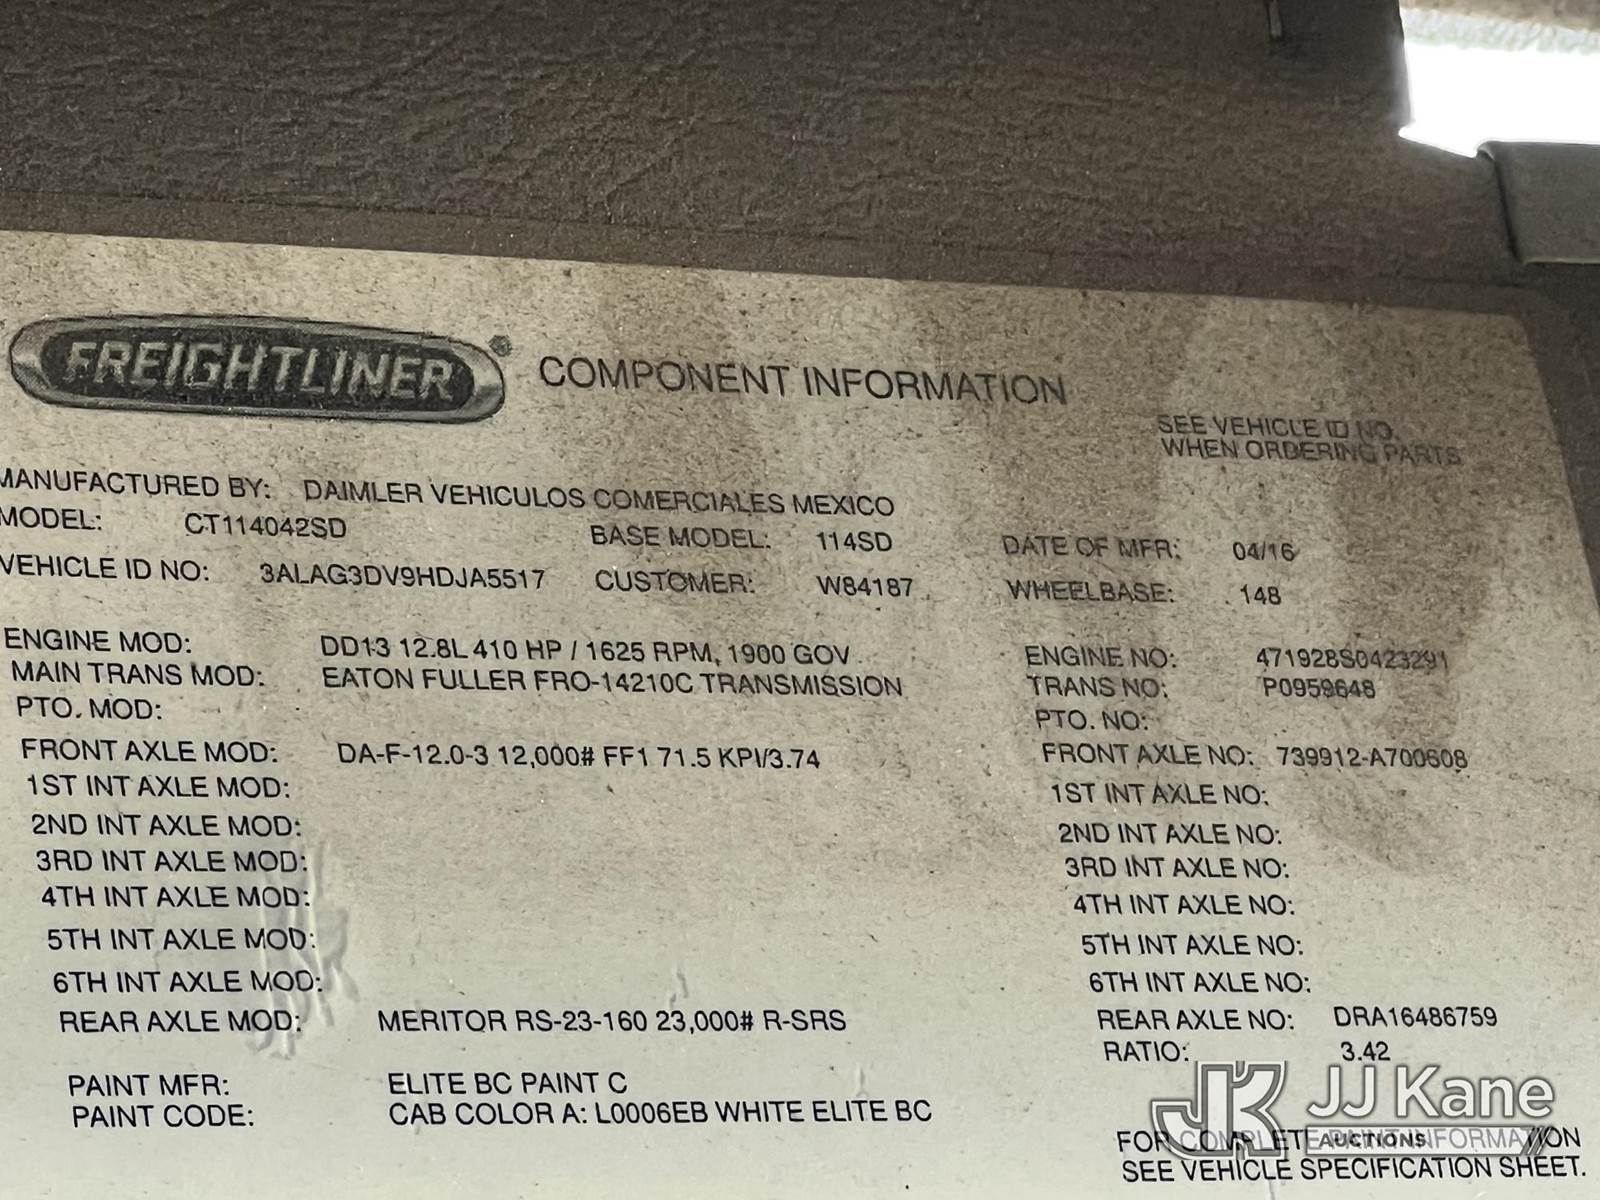 FREIGHTLINER® COMPONENT INFORMATION
SEE VEHICLE ID NO.
WHEN ORDERING PARTS
MANUFACTURED BY: DAIMLER VEHICULOS COMERCIALES MEXICO
MODEL: CT114042SD BASE MODEL: 114SD DATE OF MFR: 04/16
VEHICLE ID NO: 3ALAG3DV9HDJA5517 CUSTOMER: W84187 WHEELBASE: 148
ENGINE MOD: DD13 12.8L 410 HP / 1625 RPM, 1900 GOV ENGINE NO: 471928S0423291
MAIN TRANS MOD: EATON FULLER FRO-14210C TRANSMISSION TRANS NO: P0959648
PTO. MOD: PTO. NO:
FRONT AXLE MOD: DA-F-12.0-3 12,000# FF1 71.5 KPI/3.74 FRONT AXLE NO: 739912-A700608
1ST INT AXLE MOD: 1ST INT AXLE NO:
2ND INT AXLE MOD: 2ND INT AXLE NO:
3RD INT AXLE MOD: 3RD INT AXLE NO:
4TH INT AXLE MOD: 4TH INT AXLE NO:
5TH INT AXLE MOD: 5TH INT AXLE NO:
6TH INT AXLE MOD: 6TH INT AXLE NO:
REAR AXLE MOD: MERITOR RS-23-160 23,000# R-SRS REAR AXLE NO: DRA16486759
RATIO: 3.42
PAINT MFR: ELITE BC PAINT C
PAINT CODE: CAB COLOR A: L0006EB WHITE ELITE BC
FOR COMPLETE PAINT INFORMATION
SEE VEHICLE SPECIFICATION SHEET.
JK JJ Kane
AUCTIONS